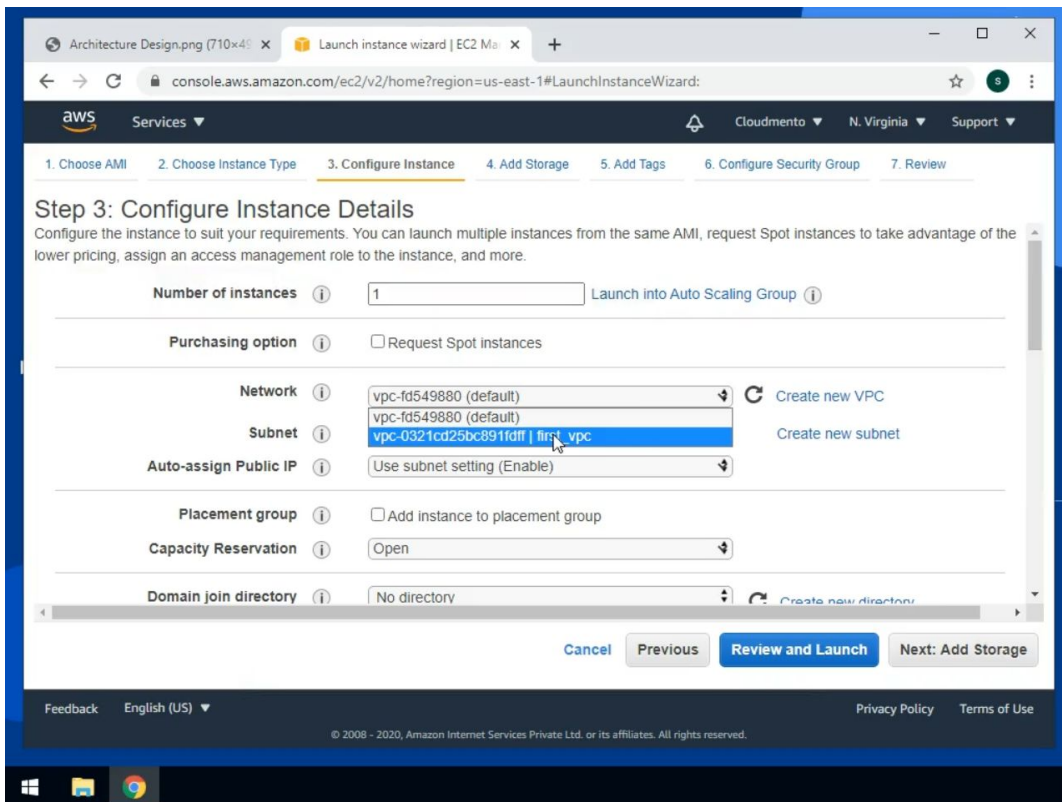 Architecture Design.png (710×49
Launch instance wizard | EC2 Ma
console.aws.amazon.com/ec2/v2/home?region=us-east-1#LaunchInstanceWizard:
S
aws
Services
Cloudmento
N. Virginia
Support
1. Choose AMI
2. Choose Instance Type
3. Configure Instance
4. Add Storage
5. Add Tags
6. Configure Security Group
7. Review
Step 3: Configure Instance Details
Configure the instance to suit your requirements. You can launch multiple instances from the same AMI, request Spot instances to take advantage of the
lower pricing, assign an access management role to the instance, and more.
Number of instances
1
Launch into Auto Scaling Group
Purchasing option
Request Spot instances
Network
vpc-fd549880 (default)
Create new VPC
vpc-fd549880 (default)
Subnet
vpc-0321cd25bc891fdff | first_vpc
Create new subnet
Auto-assign Public IP
Use subnet setting (Enable)
Placement group
Add instance to placement group
Capacity Reservation
Open
Domain join directory
No directory
Create new directory
Cancel
Previous
Review and Launch
Next: Add Storage
Feedback
English (US)
Privacy Policy
Terms of Use
© 2008 - 2020, Amazon Internet Services Private Ltd. or its affiliates. All rights reserved.